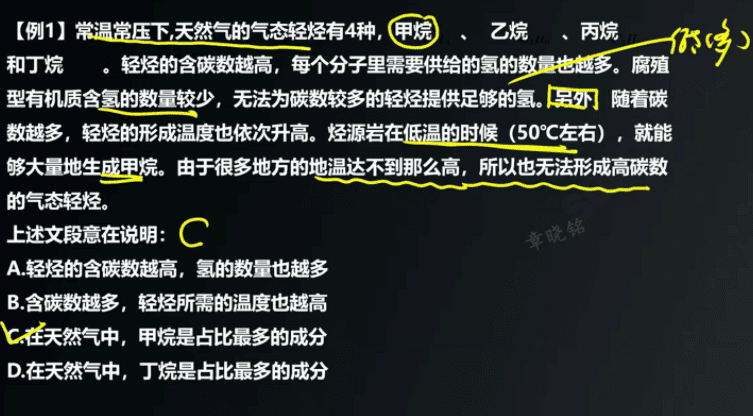 【例1】常温常压下,天然气的气态轻烃有4种，甲烷 、 乙烷 、丙烷
和丁烷 。轻烃的含碳数越高，每个分子里需要供给的氢的数量也越多。腐殖
型有机质含氢的数量较少，无法为碳数较多的轻烃提供足够的氢。另外 随着碳
数越多，轻烃的形成温度也依次升高。烃源岩在低温的时候（50℃左右），就能
够大量地生成甲烷。由于很多地方的地温达不到那么高，所以也无法形成高碳数
的气态轻烃。
上述文段意在说明： C
A.轻烃的含碳数越高，氢的数量也越多
B.含碳数越多，轻烃所需的温度也越高
C.在天然气中，甲烷是占比最多的成分
D.在天然气中，丁烷是占比最多的成分
章晓铭